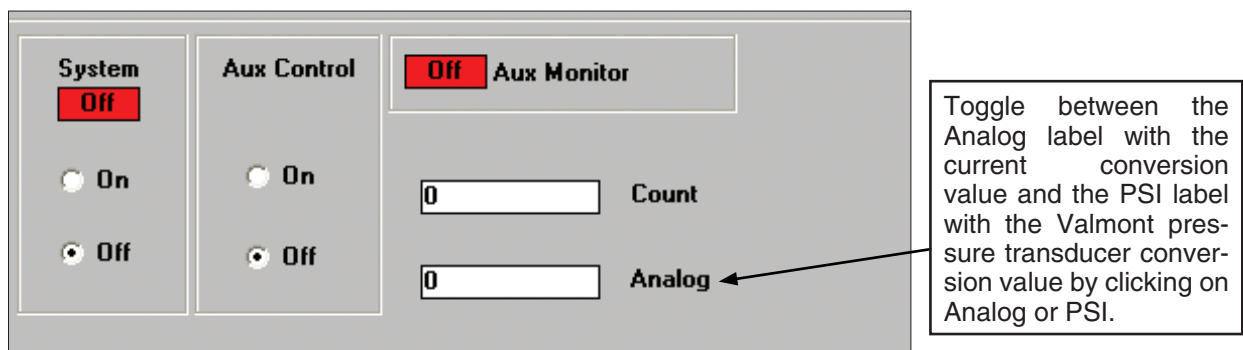 System
Off
On
Off
Aux Control
On
Off
Off Aux Monitor
0 Count
0 Analog
Toggle between the
Analog label with the
current conversion
value and the PSI label
with the Valmont pres-
sure transducer conver-
sion value by clicking on
Analog or PSI.